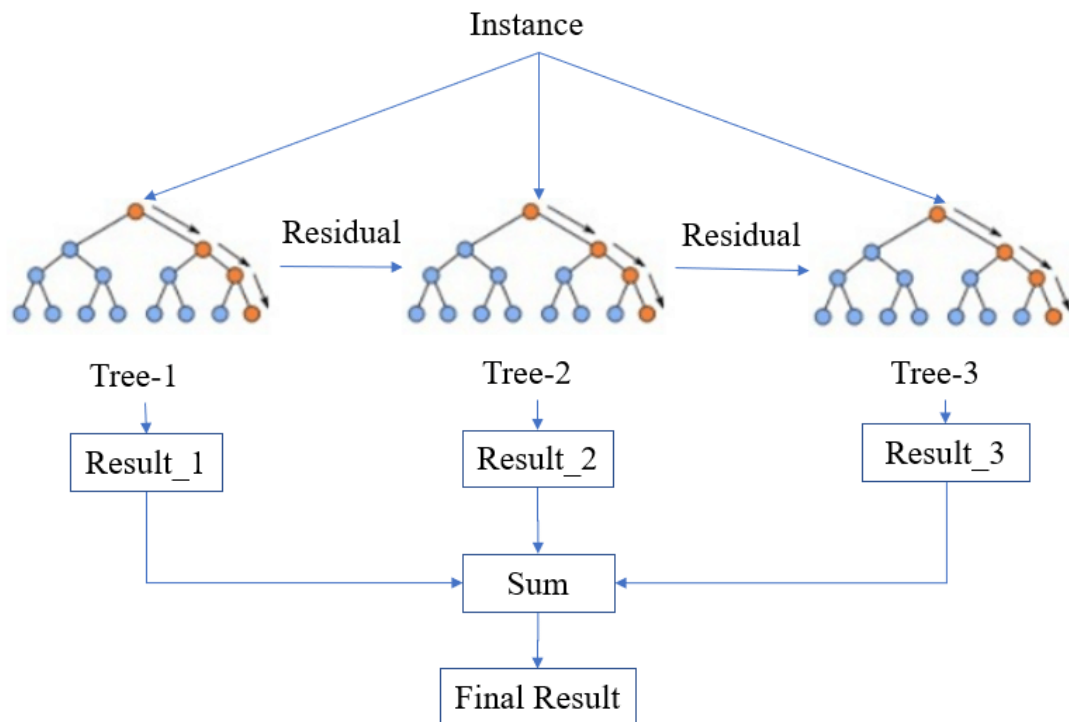 Instance
Residual
Residual
Tree-1
Tree-2
Tree-3
Result_1
Result_2
Result_3
Sum
Final Result